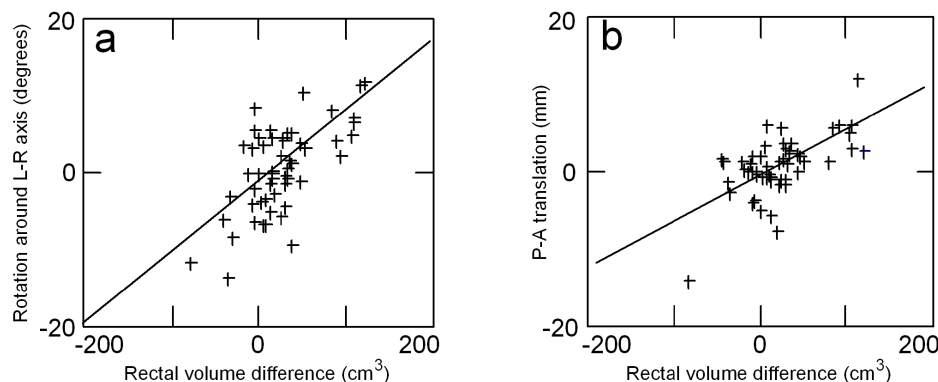 a
20
0
-20
-200
0
200
Rotation around L-R axis (degrees)
Rectal volume difference (cm³)
b
20
0
-20
-200
0
200
P-A translation (mm)
Rectal volume difference (cm³)